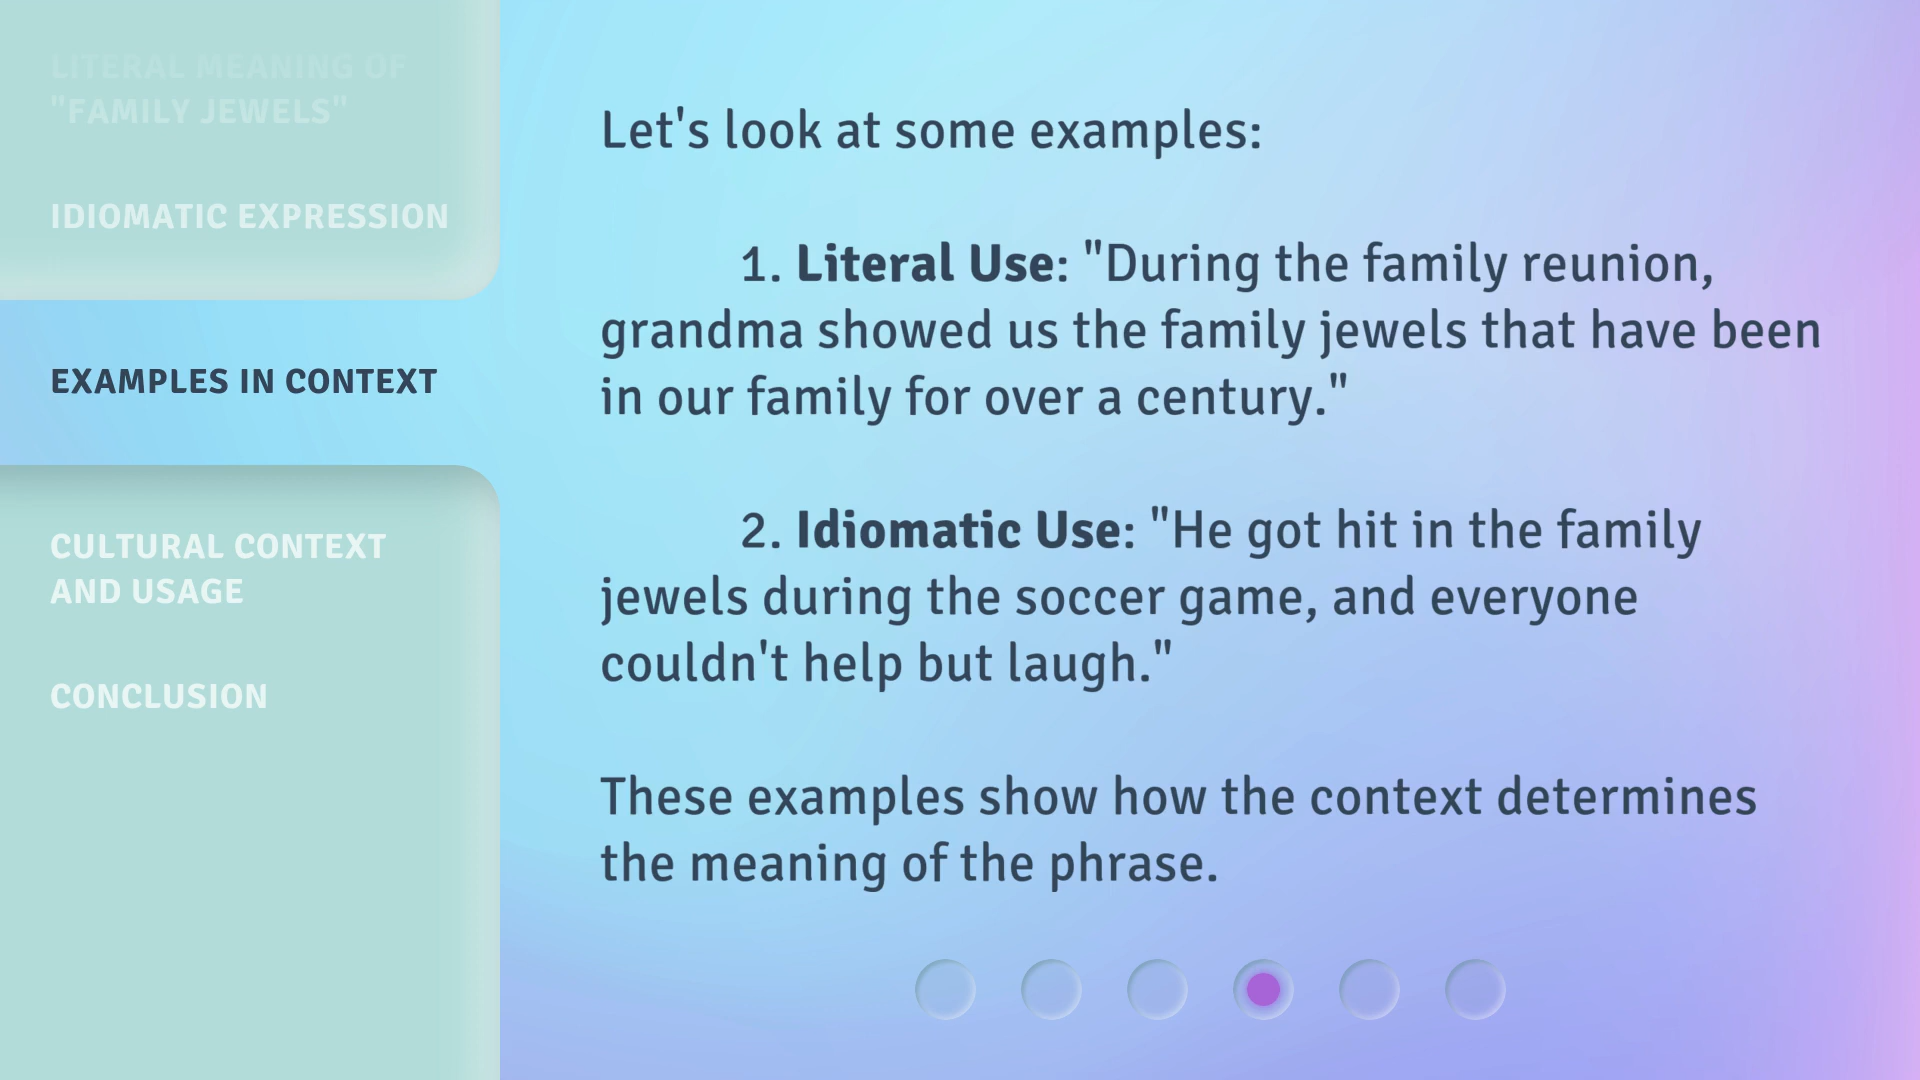 LITERAL MEANING OF
"FAMILY JEWELS"
IDIOMATIC EXPRESSION
EXAMPLES IN CONTEXT
CULTURAL CONTEXT
AND USAGE
CONCLUSION
Let's look at some examples:
1. Literal Use: "During the family reunion,
grandma showed us the family jewels that have been
in our family for over a century."
2. Idiomatic Use: "He got hit in the family
jewels during the soccer game, and everyone
couldn't help but laugh."
These examples show how the context determines
the meaning of the phrase.